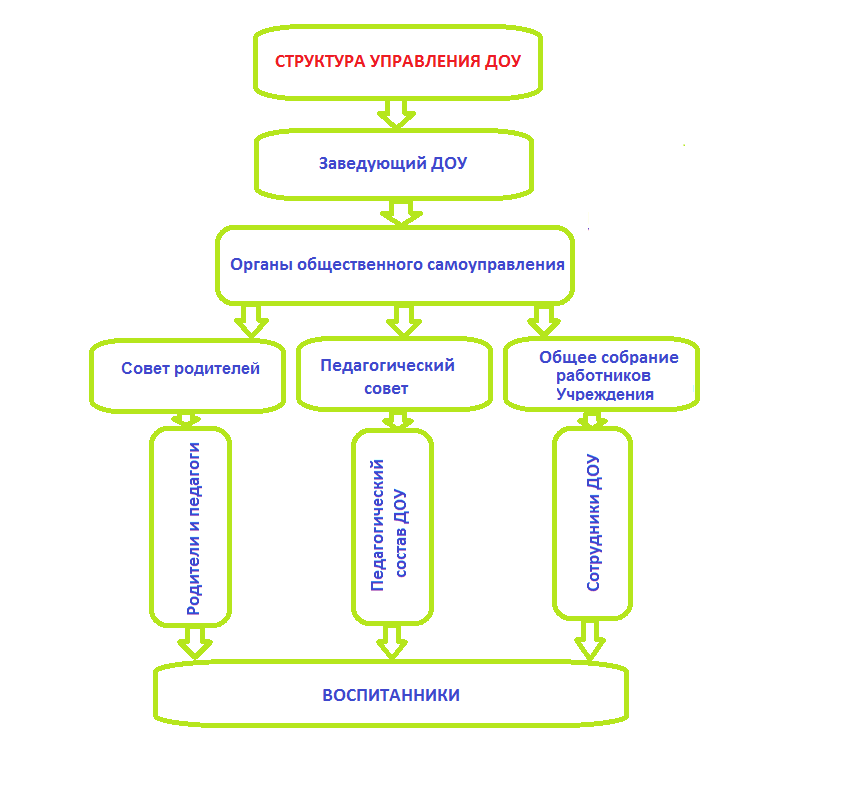 СТРУКТУРА УПРАВЛЕНИЯ ДОУ
Заведующий ДОУ
Органы общественного самоуправления
Совет родителей
Педагогический
совет
Общее собрание
работников
Учреждения
Родители и педагоги
Педагогический
состав ДОУ
Сотрудники ДОУ
ВОСПИТАННИКИ